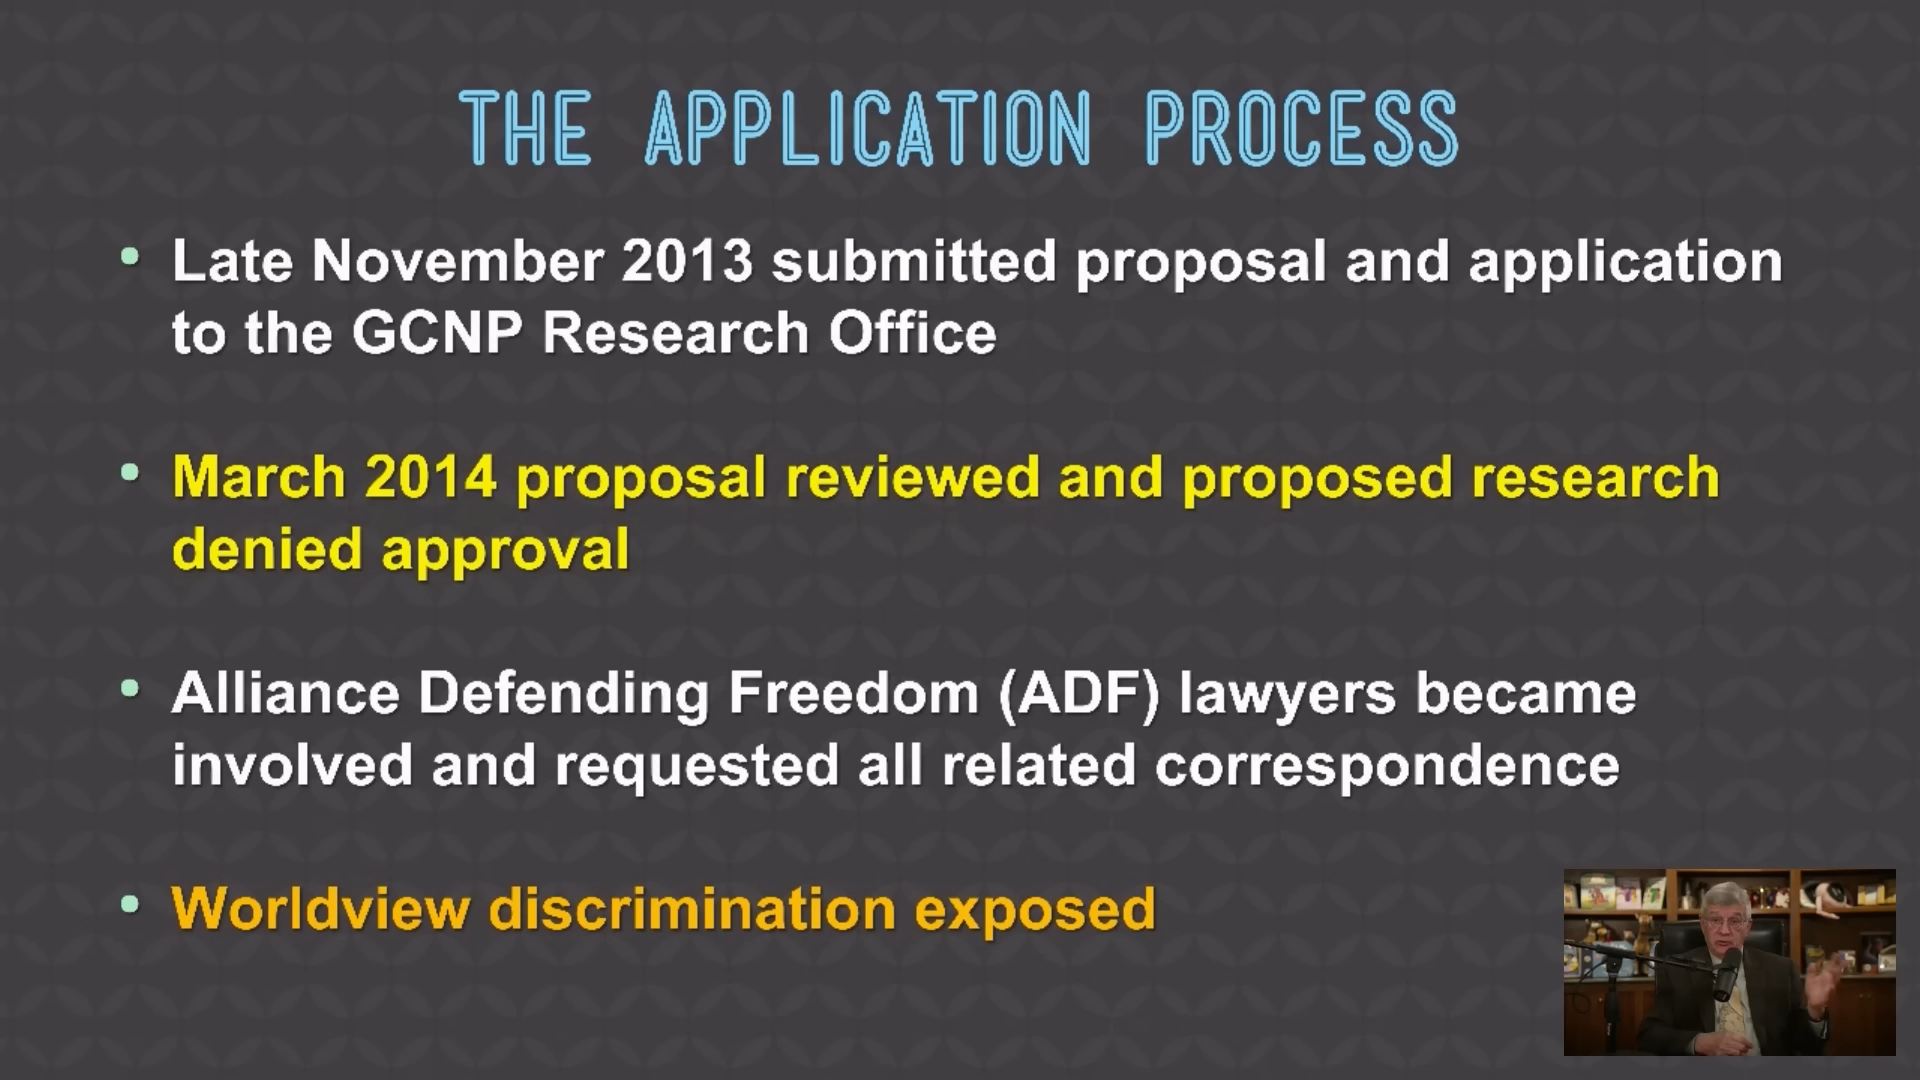 THE APPLICATION PROCESS
• Late November 2013 submitted proposal and application
to the GCNP Research Office
• March 2014 proposal reviewed and proposed research
denied approval
• Alliance Defending Freedom (ADF) lawyers became
involved and requested all related correspondence
• Worldview discrimination exposed